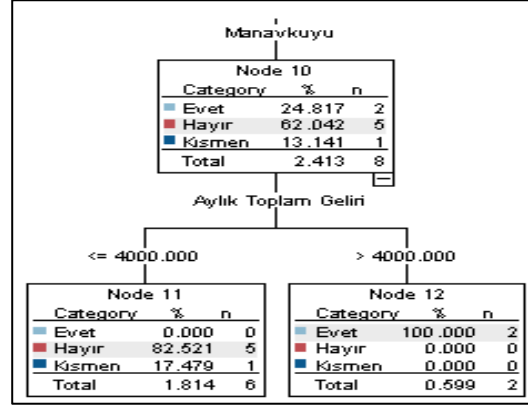 Manavkuyu
Node 10
Category % n
Evet 24.817 2
Hayır 62.042 5
Kısmen 13.141 1
Total 2.413 8
Aylık Toplam Geliri
<= 4000.000 > 4000.000
Node 11
Category % n
Evet 0.000 0
Hayır 82.521 5
Kısmen 17.479 1
Total 1.814 6
Node 12
Category % n
Evet 100.000 2
Hayır 0.000 0
Kısmen 0.000 0
Total 0.599 2